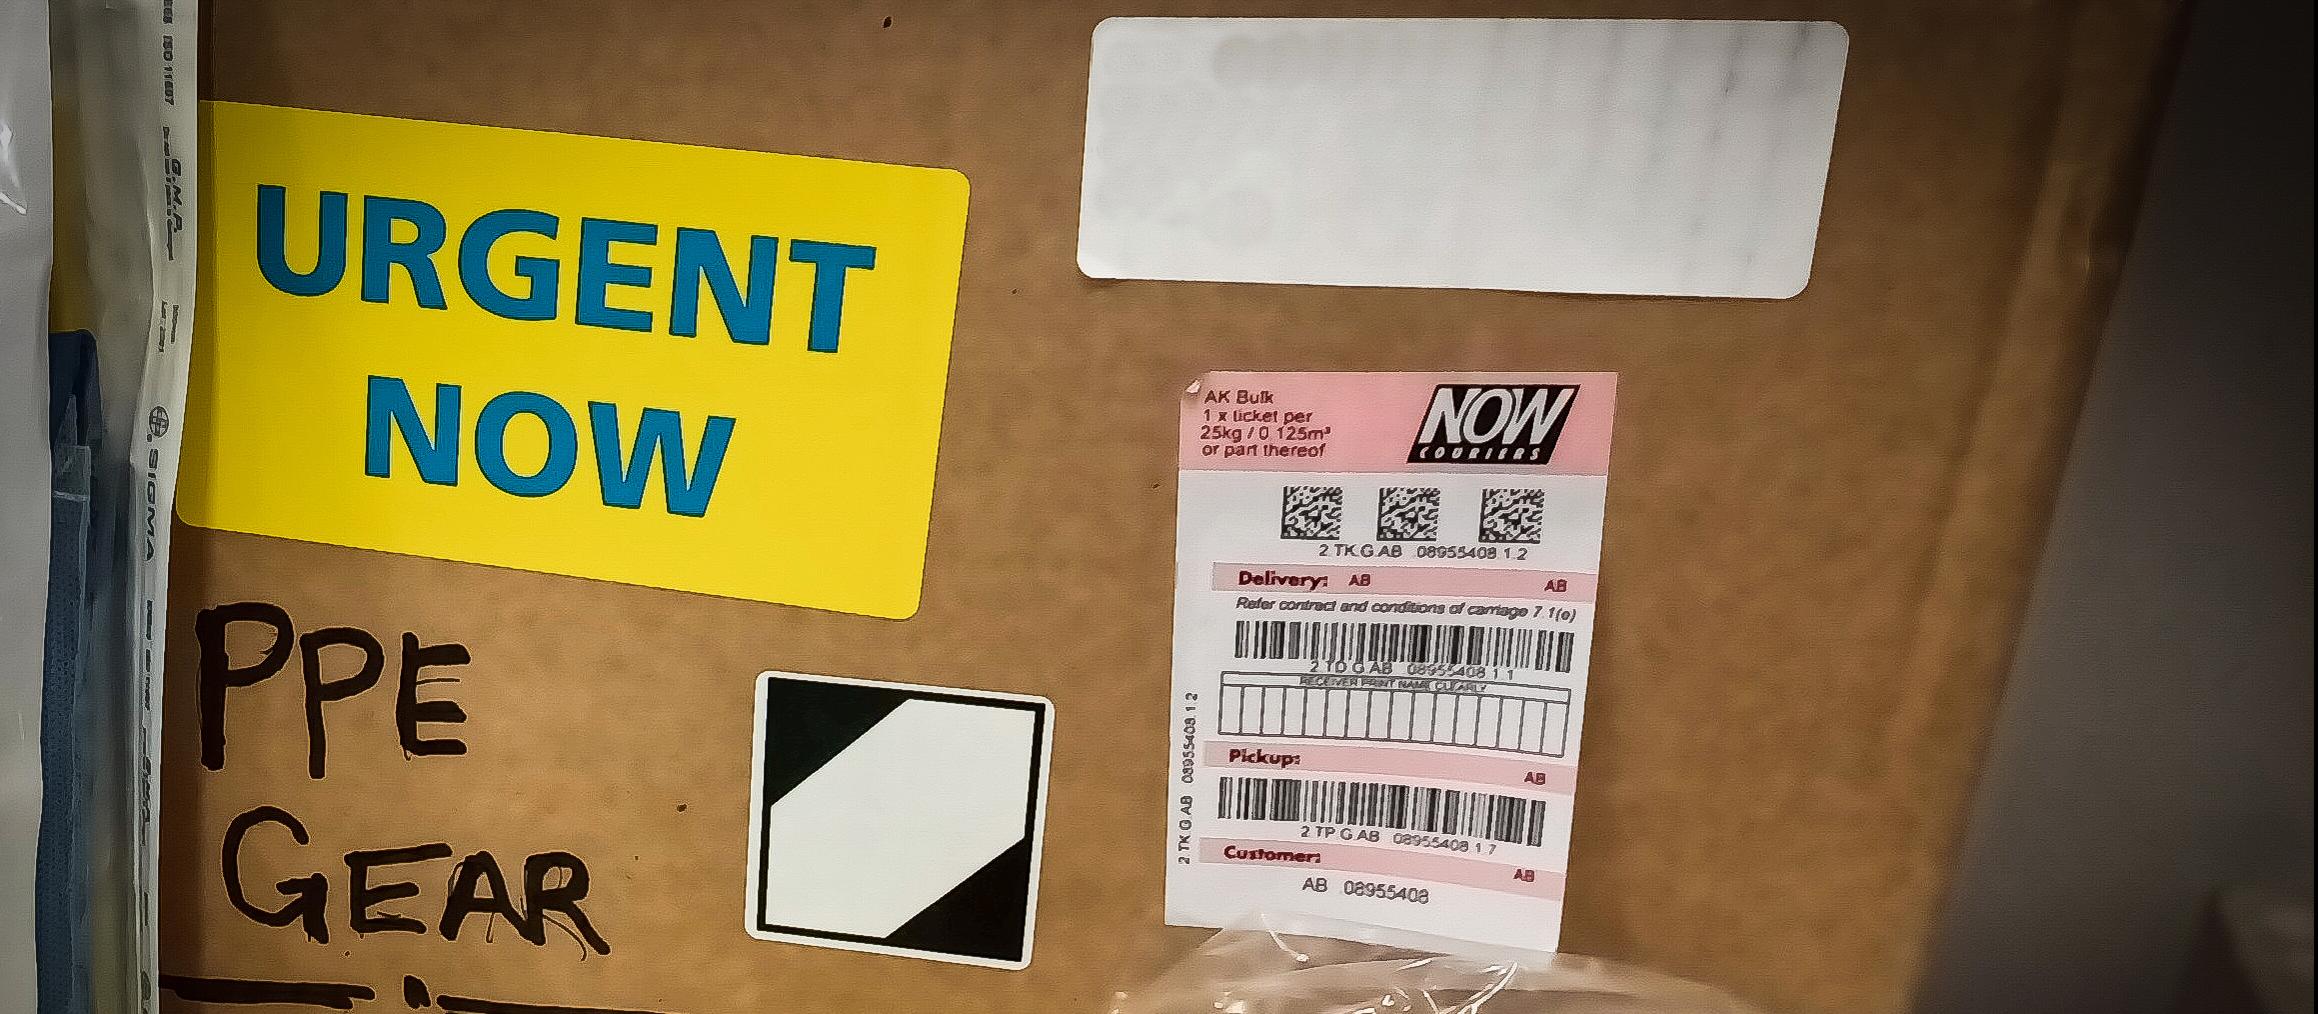 URGENT
NOW
PPE
GEAR
AK Bulk
1 x ticket per
25kg / 0.125m³
or part thereof
NOW
COURIERS
2 TK G AB 08955408 1 2
Delivery: AB AB
Refer contract and conditions of carriage 7.1(e)
2 TD G AB 08955408 1 1
RECEIVER PRINT NAME CLEARLY
Pickup: AB
2 TP G AB 08955408 1 7
Customer: AB
AB 08955408
2 TK G AB 08955408 1 2
SIGMA